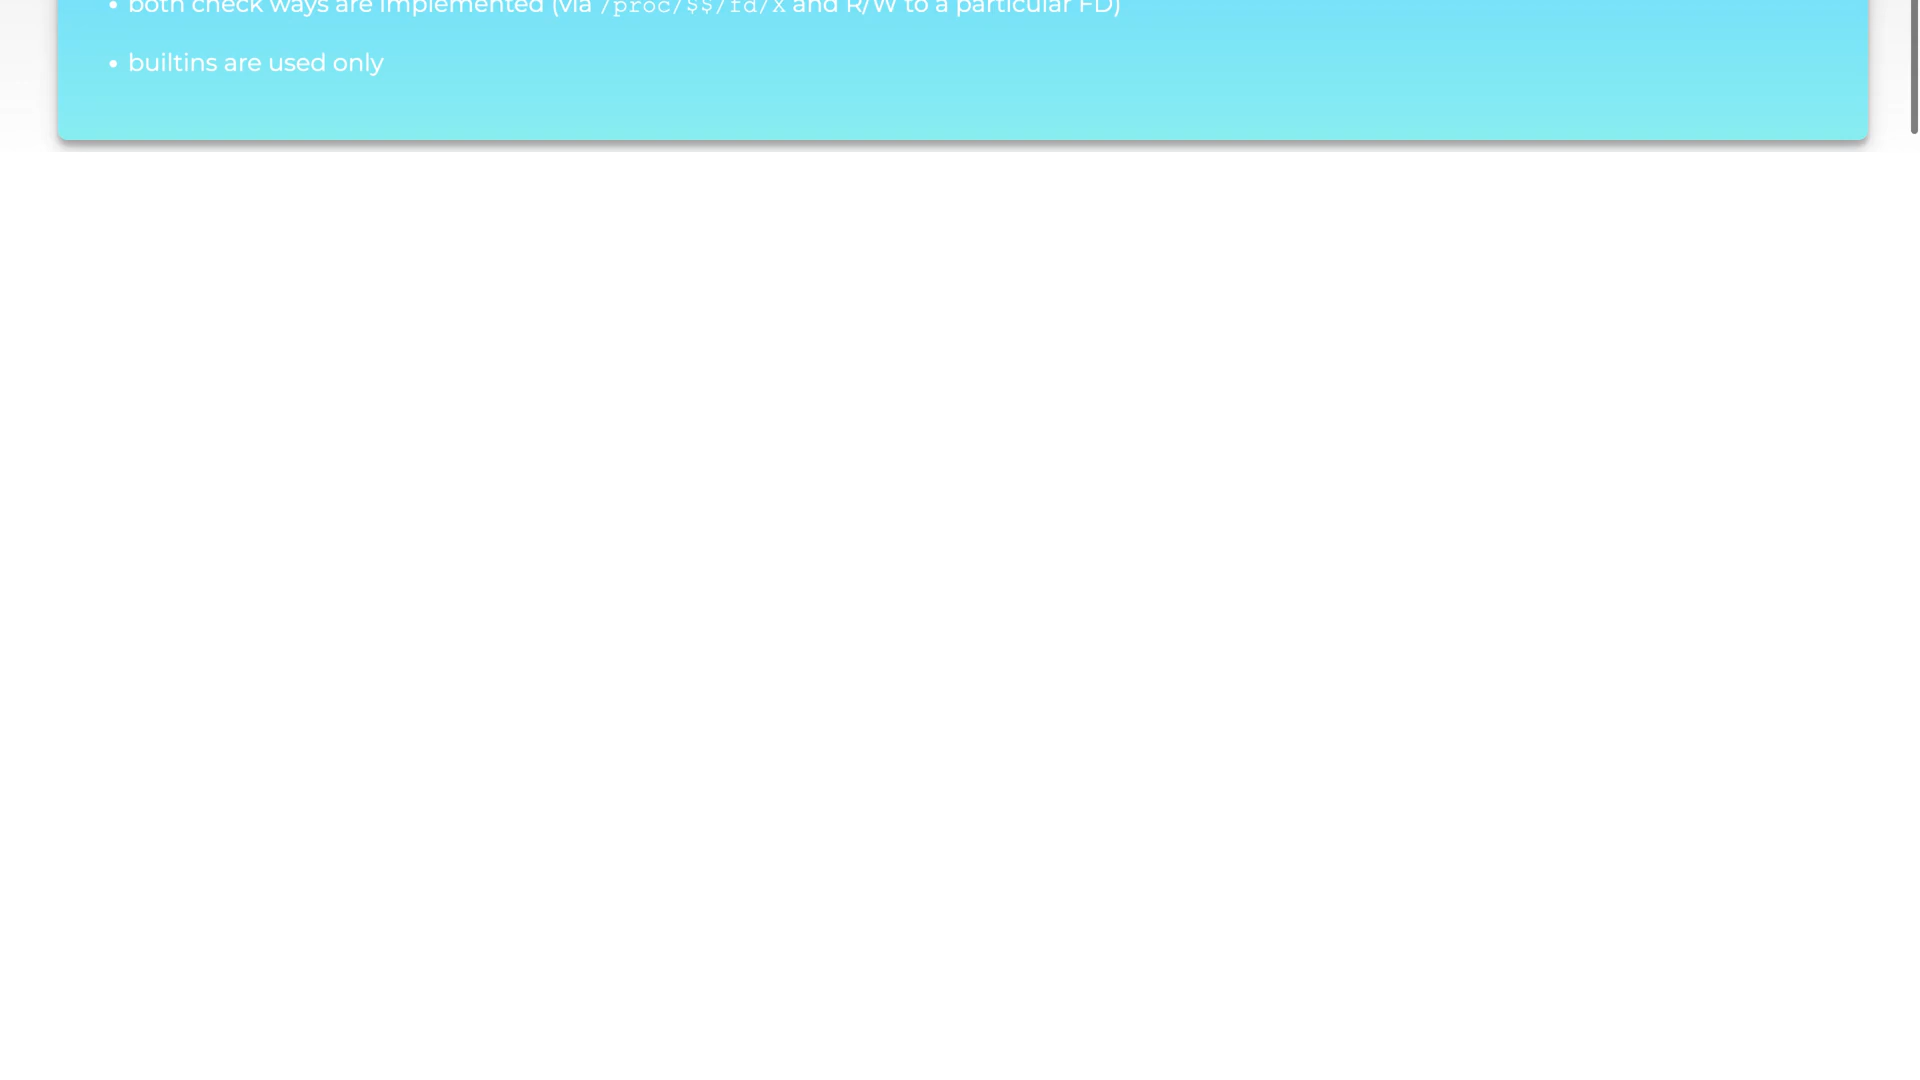 • both check ways are implemented (via /proc/$$/fd/X and R/W to a particular FD)
• builtins are used only